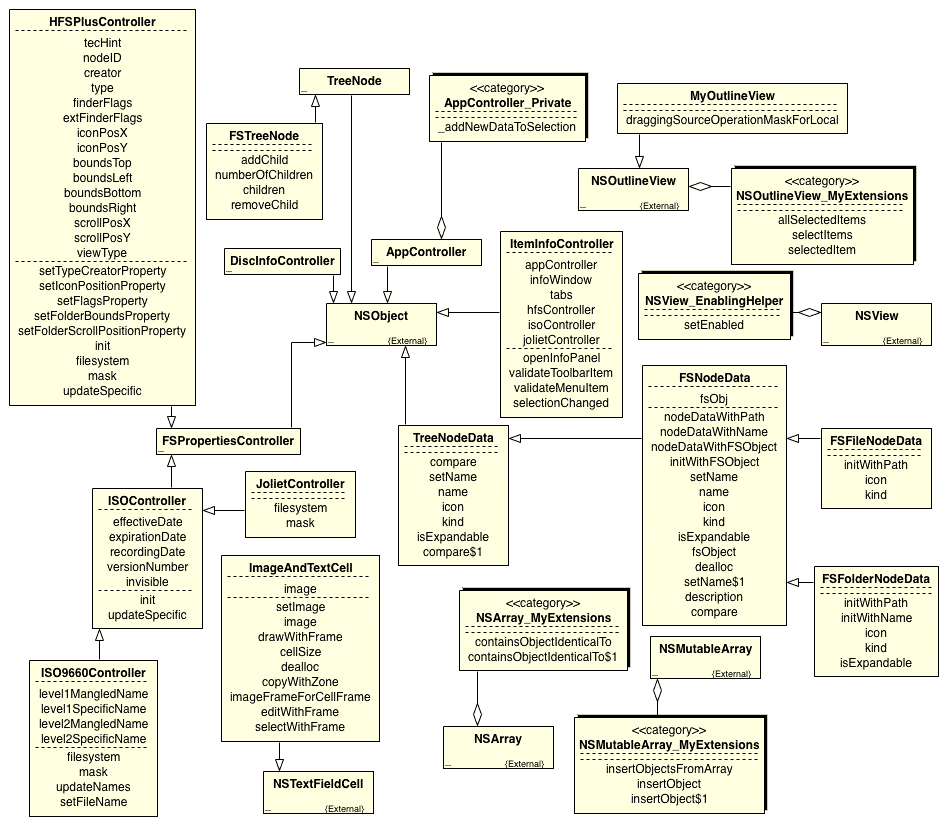 HFSPlusController
tecHint
nodeID
creator
type
finderFlags
extFinderFlags
iconPosX
iconPosY
boundsTop
boundsLeft
boundsBottom
boundsRight
scrollPosX
scrollPosY
viewType
setTypeCreatorProperty
setIconPositionProperty
setFlagsProperty
setFolderBoundsProperty
setFolderScrollPositionProperty
init
filesystem
mask
updateSpecific
TreeNode
FSTreeNode
addChild
numberOfChildren
children
removeChild
<<category>>
AppController_Private
_addNewDataToSelection
MyOutlineView
draggingSourceOperationMaskForLocal
NSOutlineView
{External}
<<category>>
NSOutlineView_MyExtensions
allSelectedItems
selectItems
selectedItem
DiscInfoController
AppController
ItemInfoController
appController
infoWindow
tabs
hfsController
isoController
jolietController
openInfoPanel
validateToolbarItem
validateMenuItem
selectionChanged
<<category>>
NSView_EnablingHelper
setEnabled
NSView
{External}
NSObject
{External}
FSNodeData
fsObj
nodeDataWithPath
nodeDataWithName
nodeDataWithFSObject
initWithFSObject
setName
name
icon
kind
isExpandable
fsObject
dealloc
setName$1
description
compare
FSPropertiesController
TreeNodeData
compare
setName
name
icon
kind
isExpandable
compare$1
FSFileNodeData
initWithPath
icon
kind
ISOController
effectiveDate
expirationDate
recordingDate
versionNumber
invisible
init
updateSpecific
JolietController
filesystem
mask
ImageAndTextCell
image
setImage
image
drawWithFrame
cellSize
dealloc
copyWithZone
imageFrameForCellFrame
editWithFrame
selectWithFrame
FSFolderNodeData
initWithPath
initWithName
icon
kind
isExpandable
<<category>>
NSArray_MyExtensions
containsObjectIdenticalTo
containsObjectIdenticalTo$1
NSMutableArray
{External}
ISO9660Controller
level1MangledName
level1SpecificName
level2MangledName
level2SpecificName
filesystem
mask
updateNames
setFileName
NSArray
{External}
<<category>>
NSMutableArray_MyExtensions
insertObjectsFromArray
insertObject
insertObject$1
NSTextFieldCell
{External}